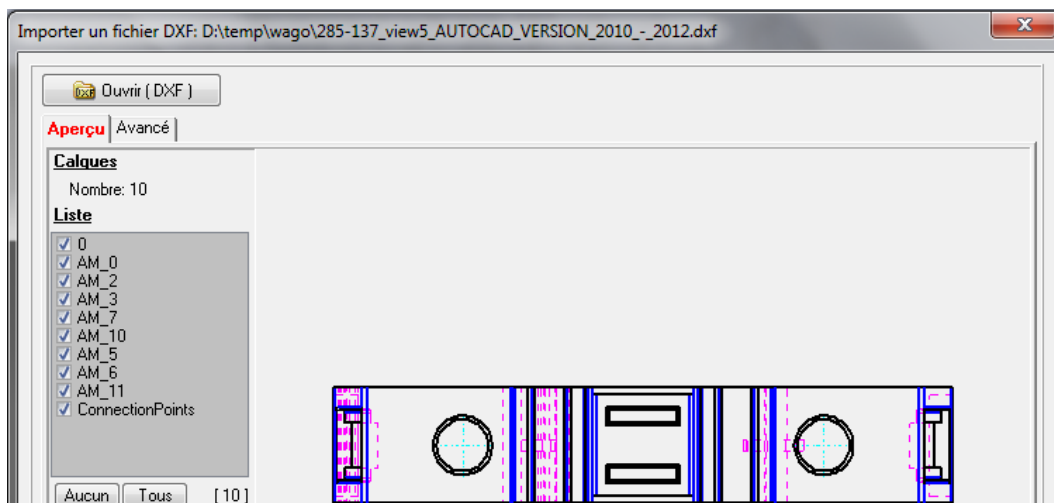 Importer un fichier DXF: D:\temp\wago\285-137_view5_AUTOCAD_VERSION_2010_-_2012.dxf
X
DXF Ouvrir ( DXF )
Aperçu Avancé
Calques
Nombre: 10
Liste
0
AM_0
AM_2
AM_3
AM_7
AM_10
AM_5
AM_6
AM_11
ConnectionPoints
Aucun Tous [ 10 ]